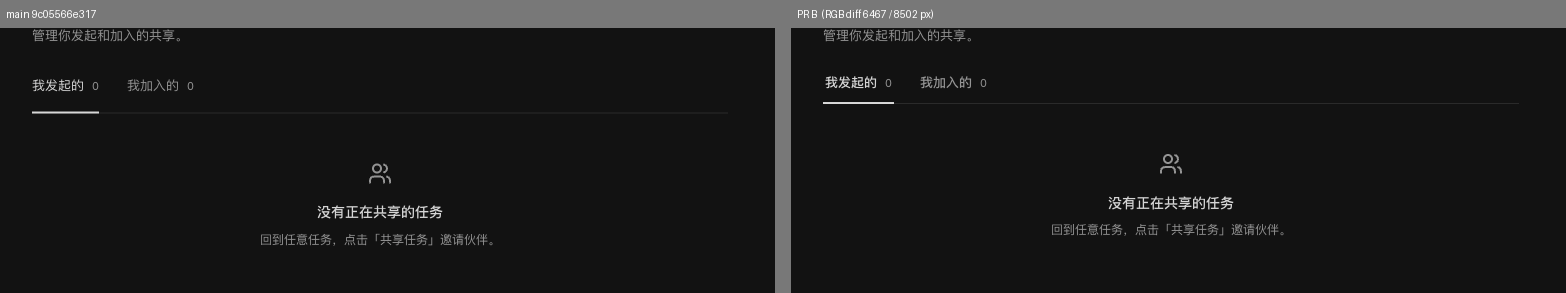 main 9c05566e317
管理你发起和加入的共享。
我发起的 0 我加入的 0
没有正在共享的任务
回到任意任务，点击「共享任务」邀请伙伴。
PR B (RGB diff 6467 / 8502 px)
管理你发起和加入的共享。
我发起的 0 我加入的 0
没有正在共享的任务
回到任意任务，点击「共享任务」邀请伙伴。